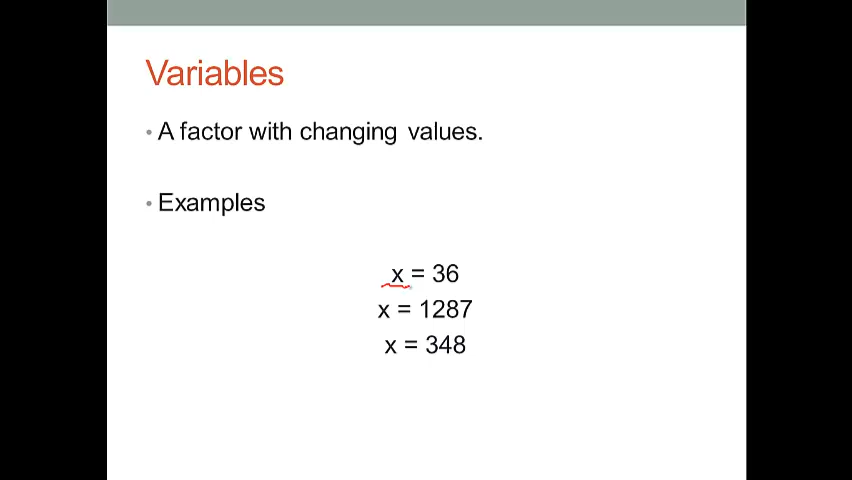 Variables
• A factor with changing values.
• Examples
x = 36
x = 1287
x = 348